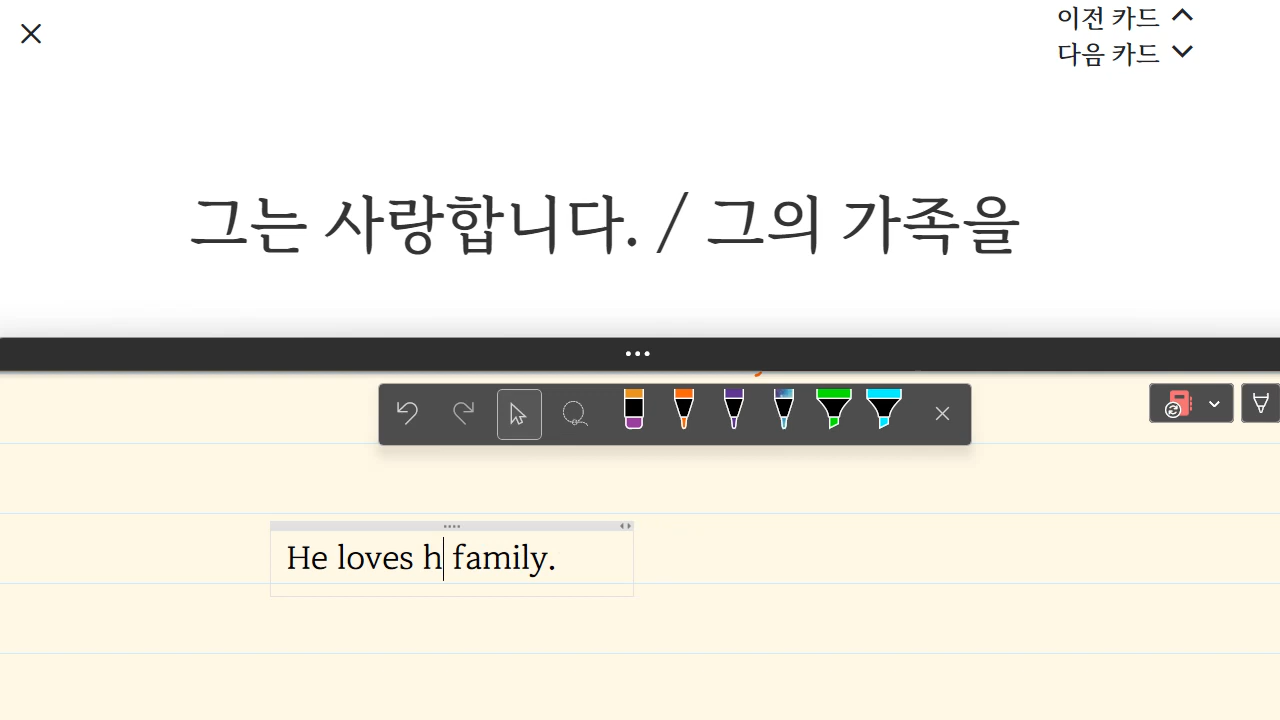 이전 카드
다음 카드
그는 사랑합니다. / 그의 가족을
He loves h family.